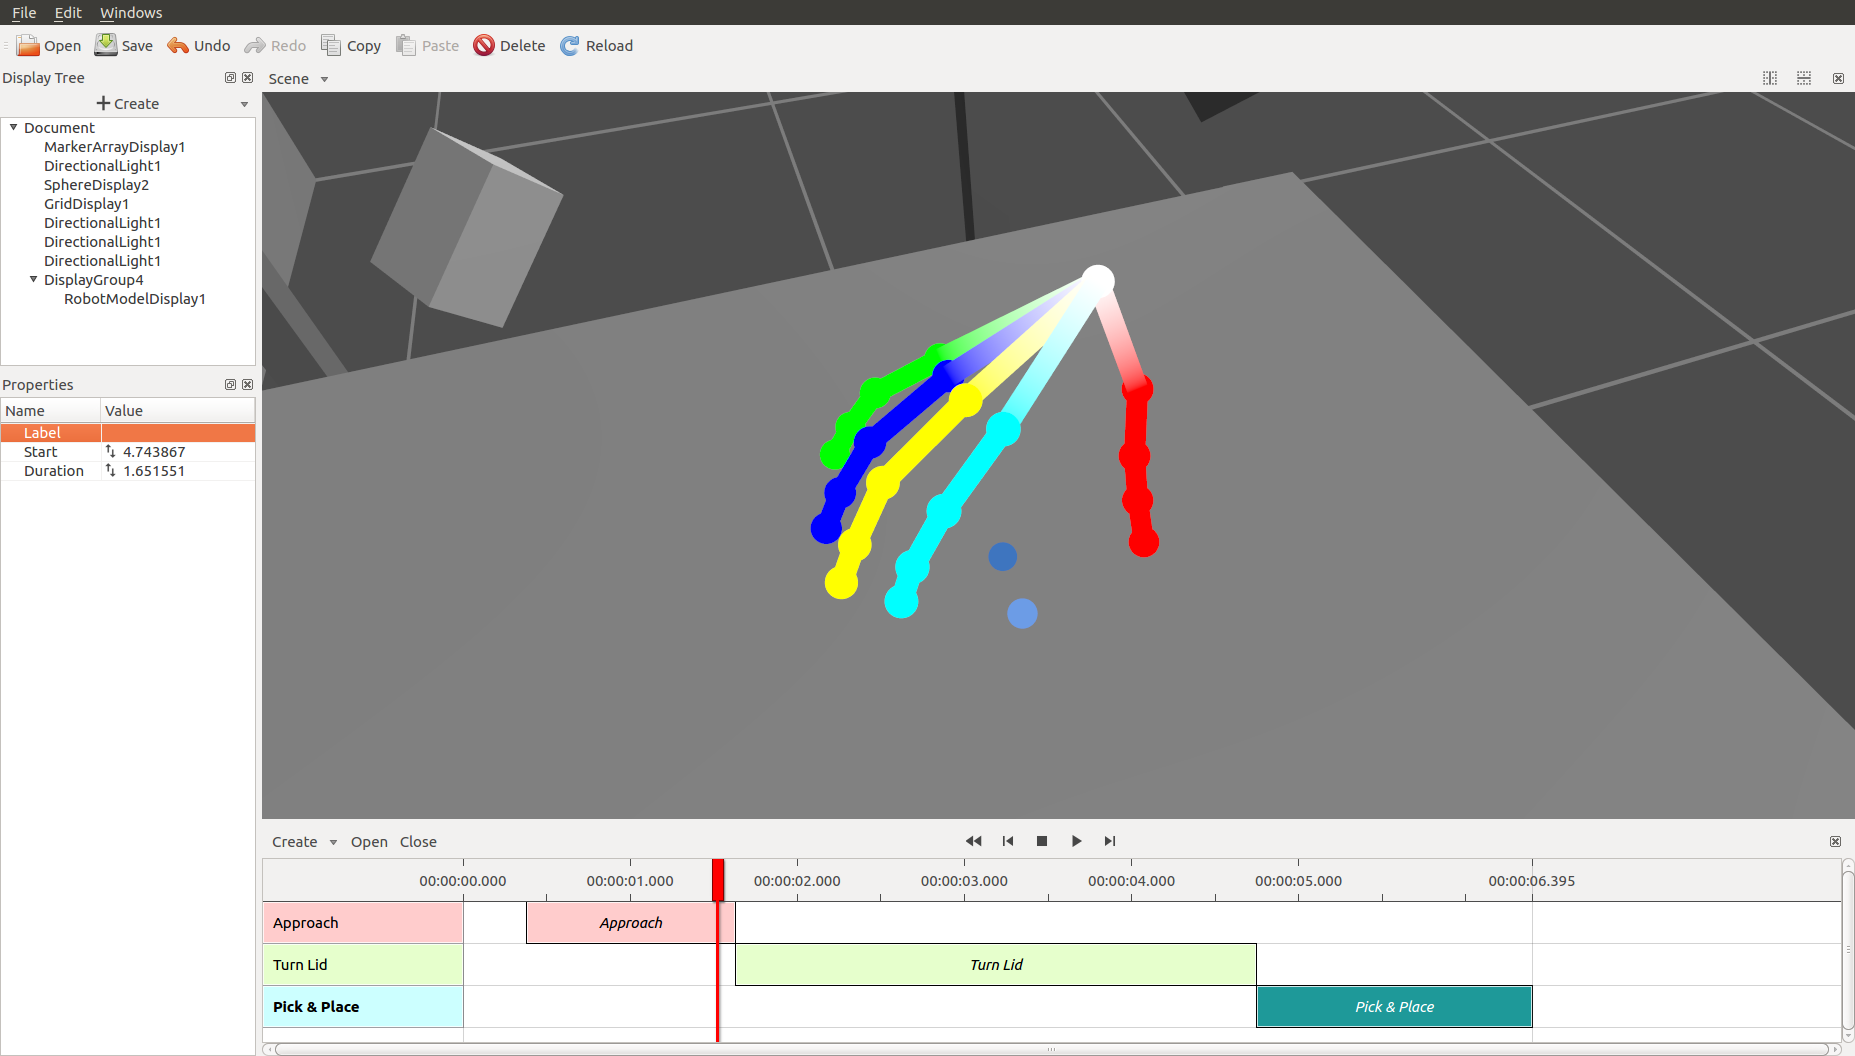 File Edit Windows
Open Save Undo Redo Copy Paste Delete Reload
Display Tree
Create
Document
MarkerArrayDisplay1
DirectionalLight1
SphereDisplay2
GridDisplay1
DirectionalLight1
DirectionalLight1
DirectionalLight1
DisplayGroup4
RobotModelDisplay1
Properties
Name Value
Label
Start 4.743867
Duration 1.651551
Scene
Create Open Close
00:00:00.000 00:00:01.000 00:00:02.000 00:00:03.000 00:00:04.000 00:00:05.000 00:00:06.395
Approach Approach
Turn Lid Turn Lid
Pick & Place Pick & Place